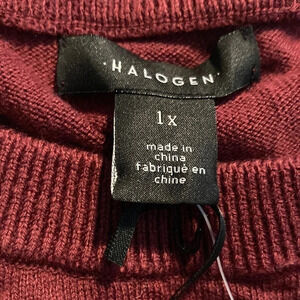 ·HALOGEN·
1x
made in
china
fabriqué en
chine